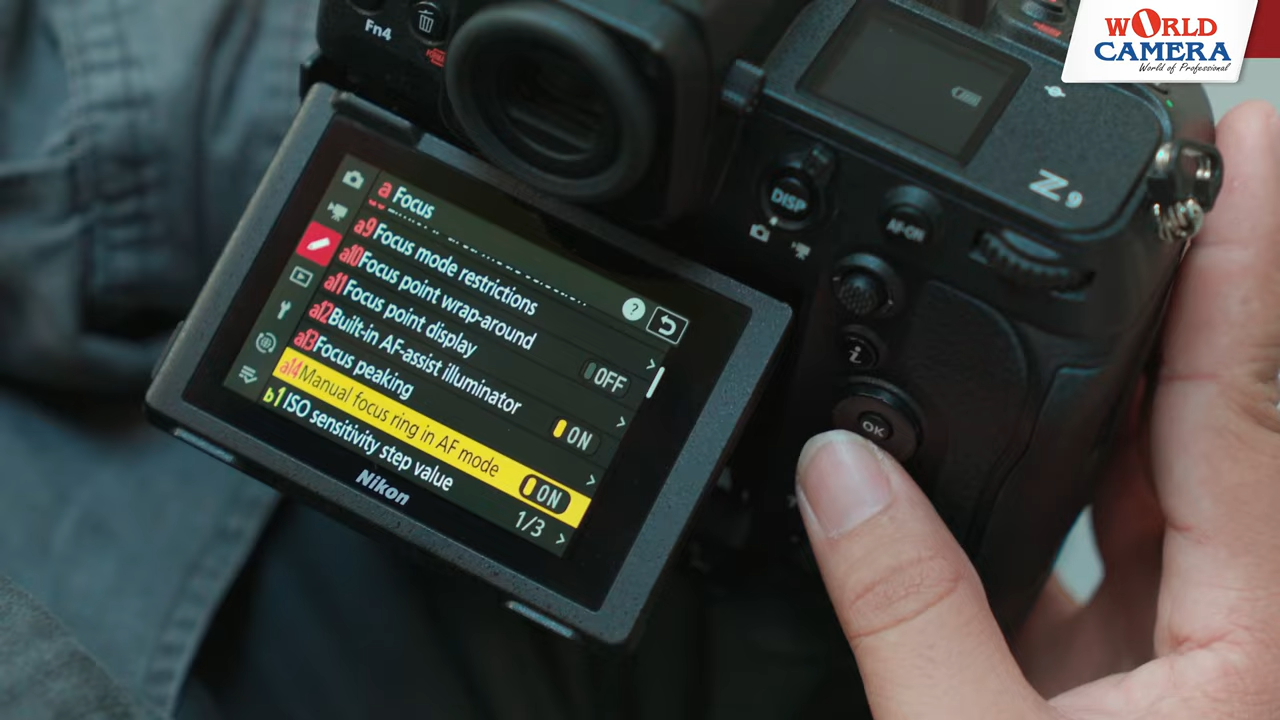 WORLD
CAMERA
World of Professional
Fn4
Z 9
DISP
AF-ON
i
OK
a Focus
a9 Focus mode restrictions
a10 Focus point wrap-around
OFF
a11 Focus point display
a12 Built-in AF-assist illuminator
ON
a13 Focus peaking
a14 Manual focus ring in AF mode
ON
b1 ISO sensitivity step value
1/3
?
Nikon